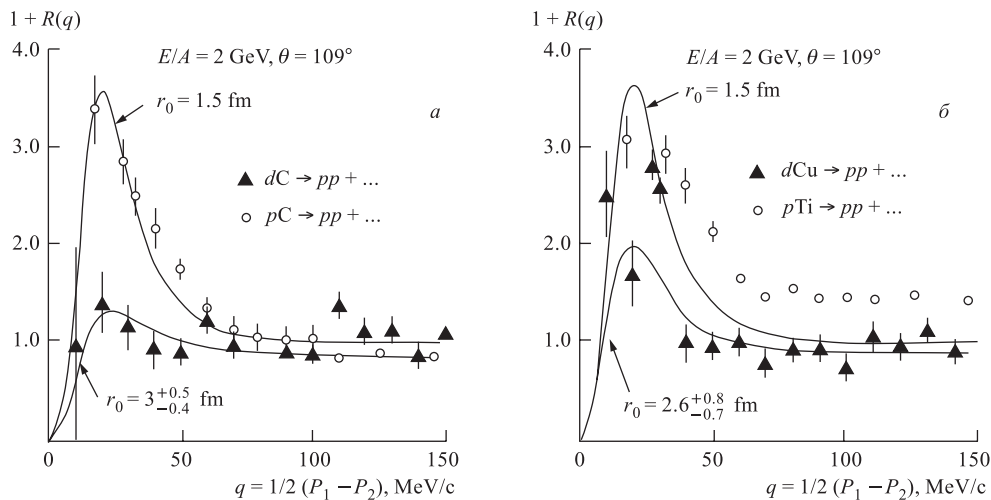 1 + R(q)
4.0
3.0
2.0
1.0
0
50
100
150
E/A = 2 GeV, θ = 109°
r₀ = 1.5 fm
а
dC → pp + ...
pC → pp + ...
r₀ = 3 +0.5 −0.4 fm
q = 1/2 (P₁ − P₂), MeV/c
1 + R(q)
4.0
3.0
2.0
1.0
0
50
100
150
E/A = 2 GeV, θ = 109°
r₀ = 1.5 fm
б
dCu → pp + ...
pTi → pp + ...
r₀ = 2.6 +0.8 −0.7 fm
q = 1/2 (P₁ − P₂), MeV/c